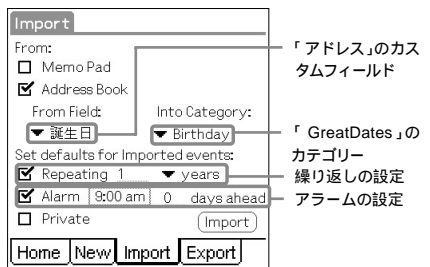 Import
From:
Memo Pad
Address Book
From Field: Into Category:
誕生日 Birthday
Set defaults for Imported events:
Repeating 1 years
Alarm 9:00 am 0 days ahead
Private Import
Home New Import Export
「アドレス」のカス
タムフィールド
「 GreatDates 」の
カテゴリー
繰り返しの設定
アラームの設定